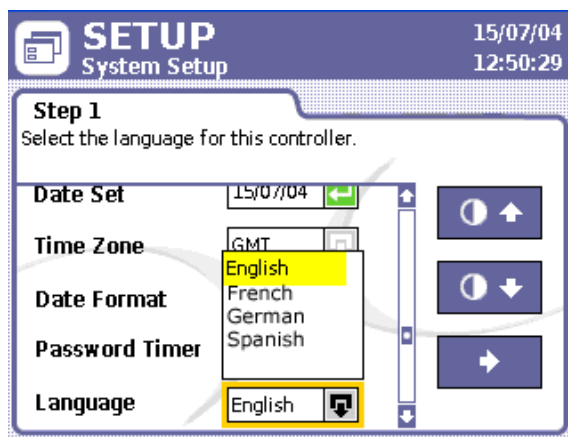 SETUP
System Setup
15/07/04
12:50:29
Step 1
Select the language for this controller.
Date Set
15/07/04
Time Zone
GMT
English
French
German
Spanish
Date Format
Password Timer
Language
English